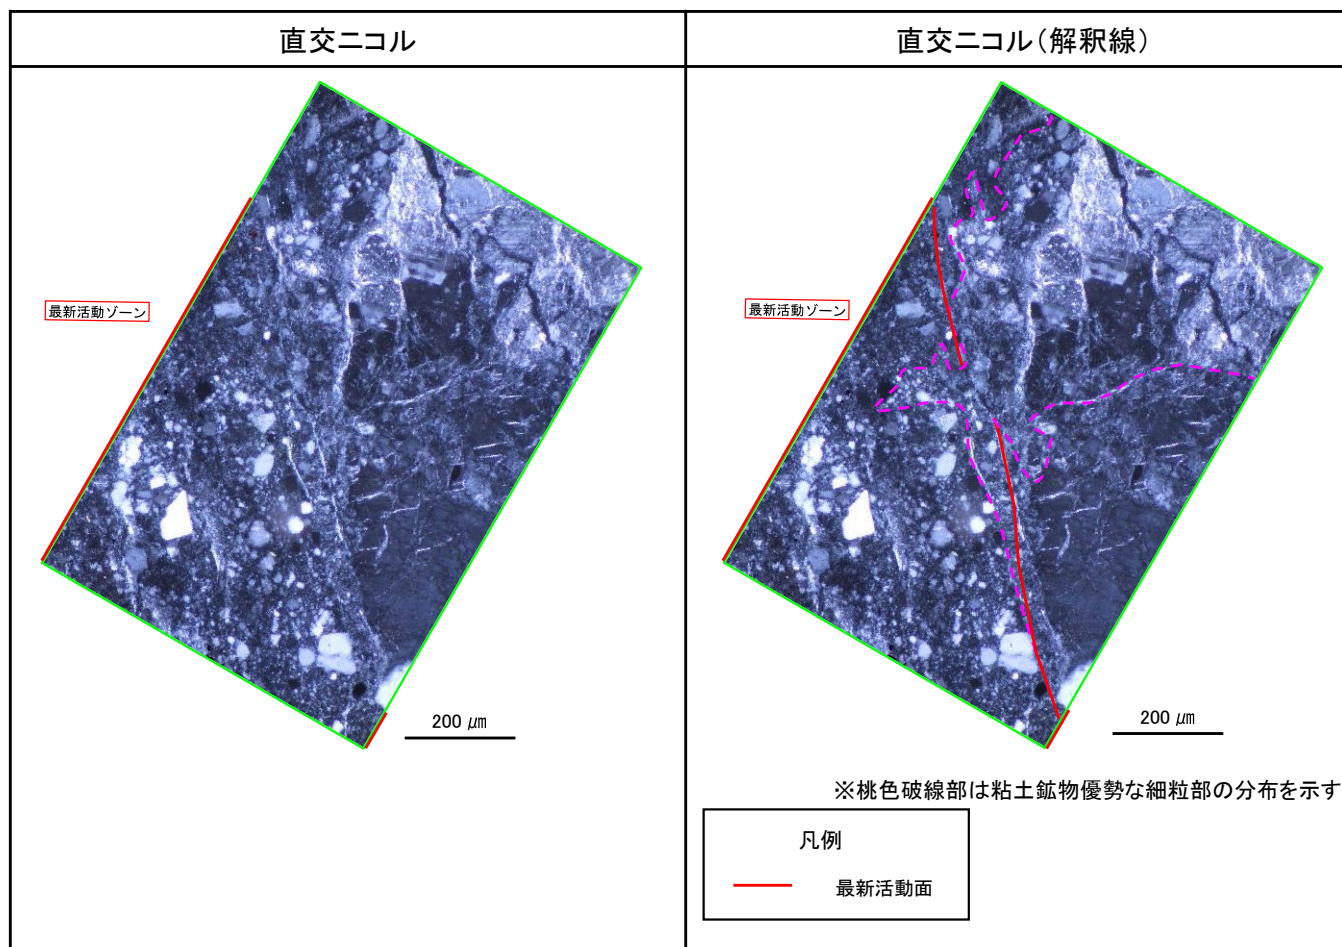 直交ニコル
直交ニコル(解釈線)
最新活動ゾーン
最新活動ゾーン
200 ㎛
200 ㎛
※桃色破線部は粘土鉱物優勢な細粒部の分布を示す
凡例
最新活動面